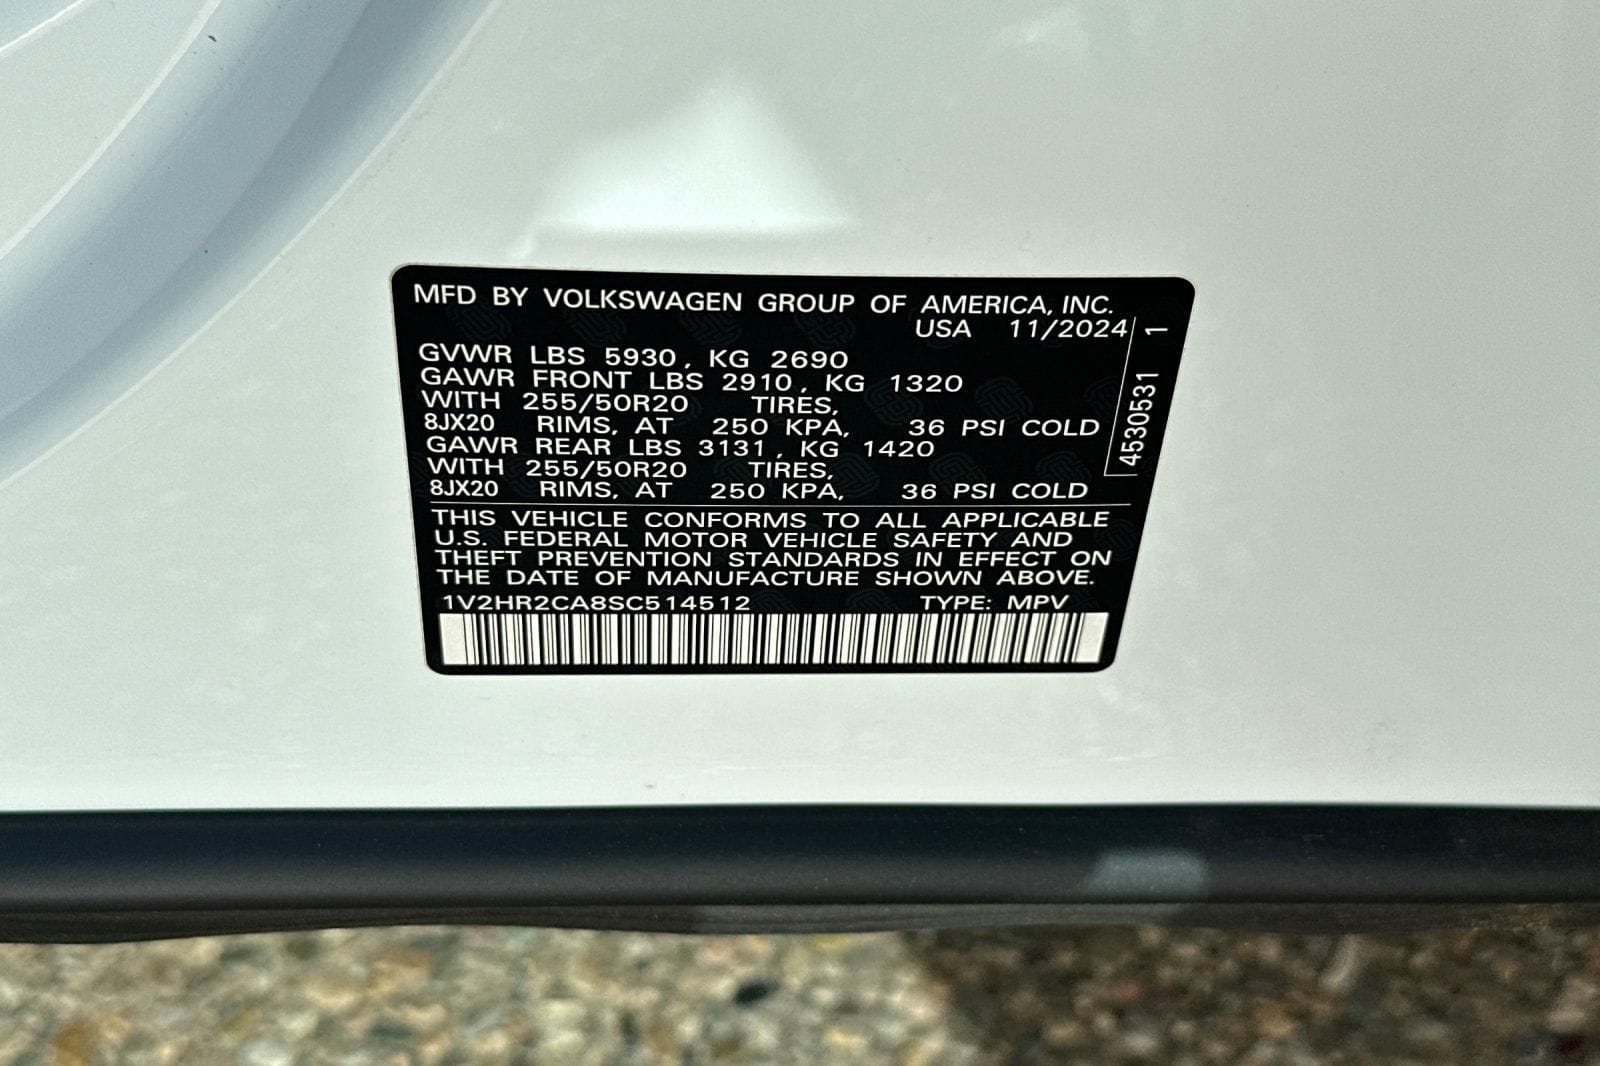 MFD BY VOLKSWAGEN GROUP OF AMERICA, INC.
USA 11/2024
GVWR LBS 5930, KG 2690
GAWR FRONT LBS 2910, KG 1320
WITH 255/50R20 TIRES,
8JX20 RIMS, AT 250 KPA, 36 PSI COLD
GAWR REAR LBS 3131, KG 1420
WITH 255/50R20 TIRES,
8JX20 RIMS, AT 250 KPA, 36 PSI COLD
4530531 1
THIS VEHICLE CONFORMS TO ALL APPLICABLE
U.S. FEDERAL MOTOR VEHICLE SAFETY AND
THEFT PREVENTION STANDARDS IN EFFECT ON
THE DATE OF MANUFACTURE SHOWN ABOVE.
1V2HR2CA8SC514512 TYPE: MPV